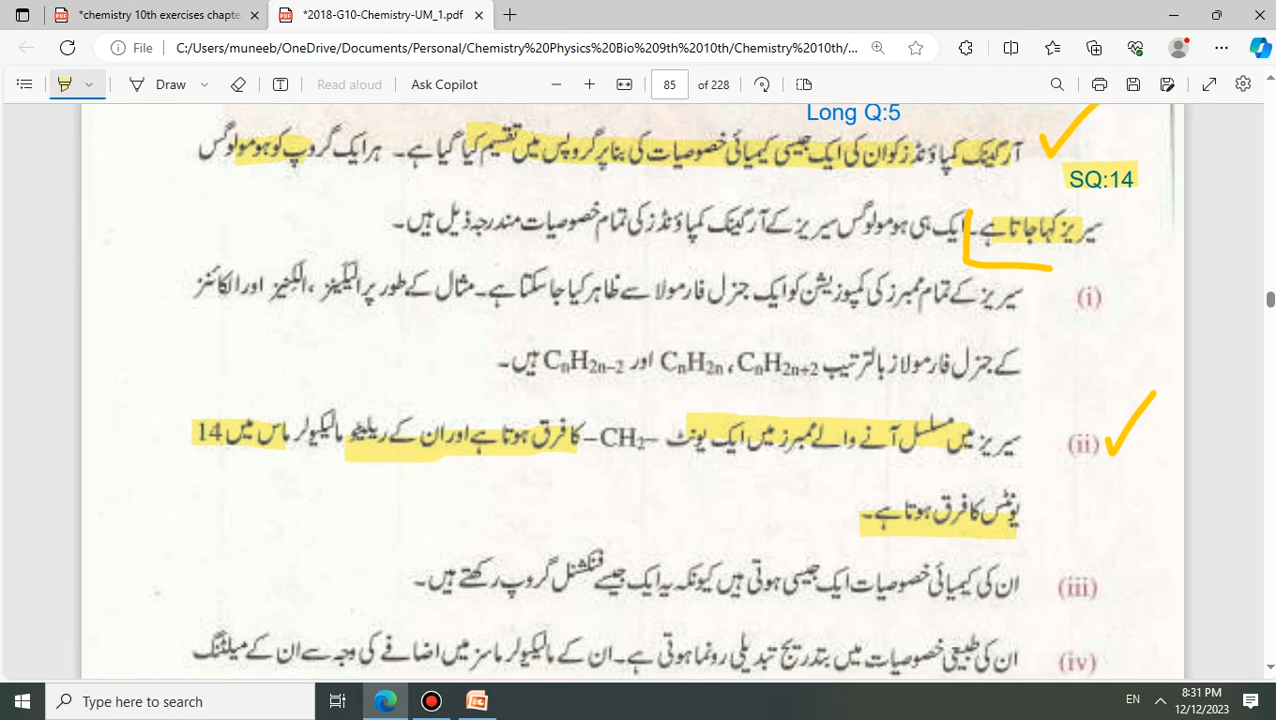 *chemistry 10th exercises chapte
*2018-G10-Chemistry-UM_1.pdf
File
C:/Users/muneeb/OneDrive/Documents/Personal/Chemistry%20Physics%20Bio%209th%2010th/Chemistry%2010th/...
Draw
Read aloud
Ask Copilot
85 of 228
Long Q:5
آرگینک کمپاؤنڈز کو ان کی ایک جیسی کیمیائی خصوصیات کی بنا پر گروپس میں تقسیم کیا گیا ہے۔ ہر ایک گروپ کو ہومولوگس
SQ:14
سیریز کہا جاتا ہے۔ ایک ہی ہومولوگس سیریز کے آرگینک کمپاؤنڈز کی تمام خصوصیات مندرجہ ذیل ہیں۔
(i) سیریز کے تمام ممبرز کی کمپوزیشن کو ایک جنرل فارمولا سے ظاہر کیا جا سکتا ہے۔ مثال کے طور پر الکینز، الکینز اور الکائنز
کے جنرل فارمولاز بالترتیب CnH2n+2، CnH2n اور CnH2n−2 ہیں۔
(ii) سیریز میں مسلسل آنے والے ممبرز میں ایک یونٹ –CH2– کا فرق ہوتا ہے اور ان کے ریلیٹو مالیکیولر ماس میں 14
یونٹس کا فرق ہوتا ہے۔
(iii) ان کی کیمیائی خصوصیات ایک جیسی ہوتی ہیں کیونکہ یہ ایک جیسے فنکشنل گروپ رکھتے ہیں۔
(iv) ان کی طبیعی خصوصیات میں بتدریج تبدیلی رونما ہوتی ہے۔ ان کے مالیکیولر ماسز میں اضافے کی وجہ سے ان کے میلٹنگ
Type here to search
EN
8:31 PM
12/12/2023